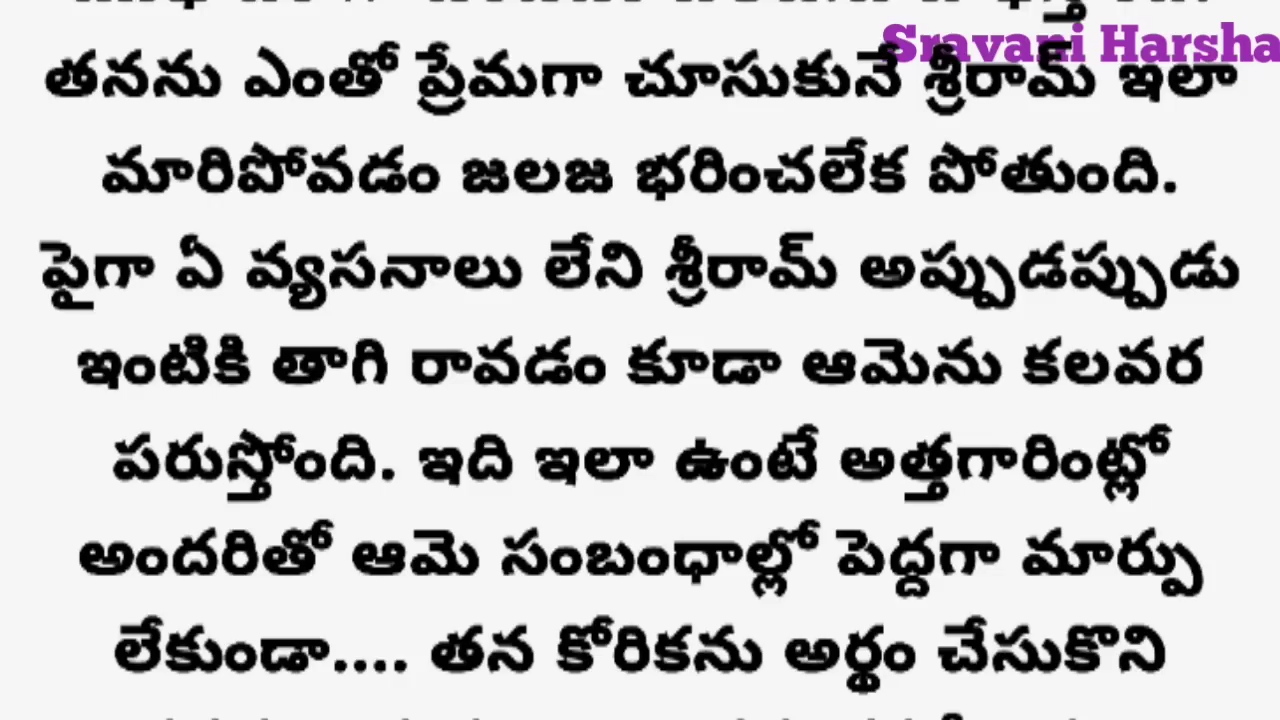 Sravani Harsha
తనను ఎంతో ప్రేమగా చూసుకునే శ్రీరామ్ ఇలా
మారిపోవడం జలజ భరించలేక పోతుంది.
పైగా ఏ వ్యసనాలు లేని శ్రీరామ్ అప్పుడప్పుడు
ఇంటికి తాగి రావడం కూడా ఆమెను కలవర
పరుస్తోంది. ఇది ఇలా ఉంటే అత్తగారింట్లో
అందరితో ఆమె సంబంధాల్లో పెద్దగా మార్పు
లేకుండా.... తన కోరికను అర్థం చేసుకొని